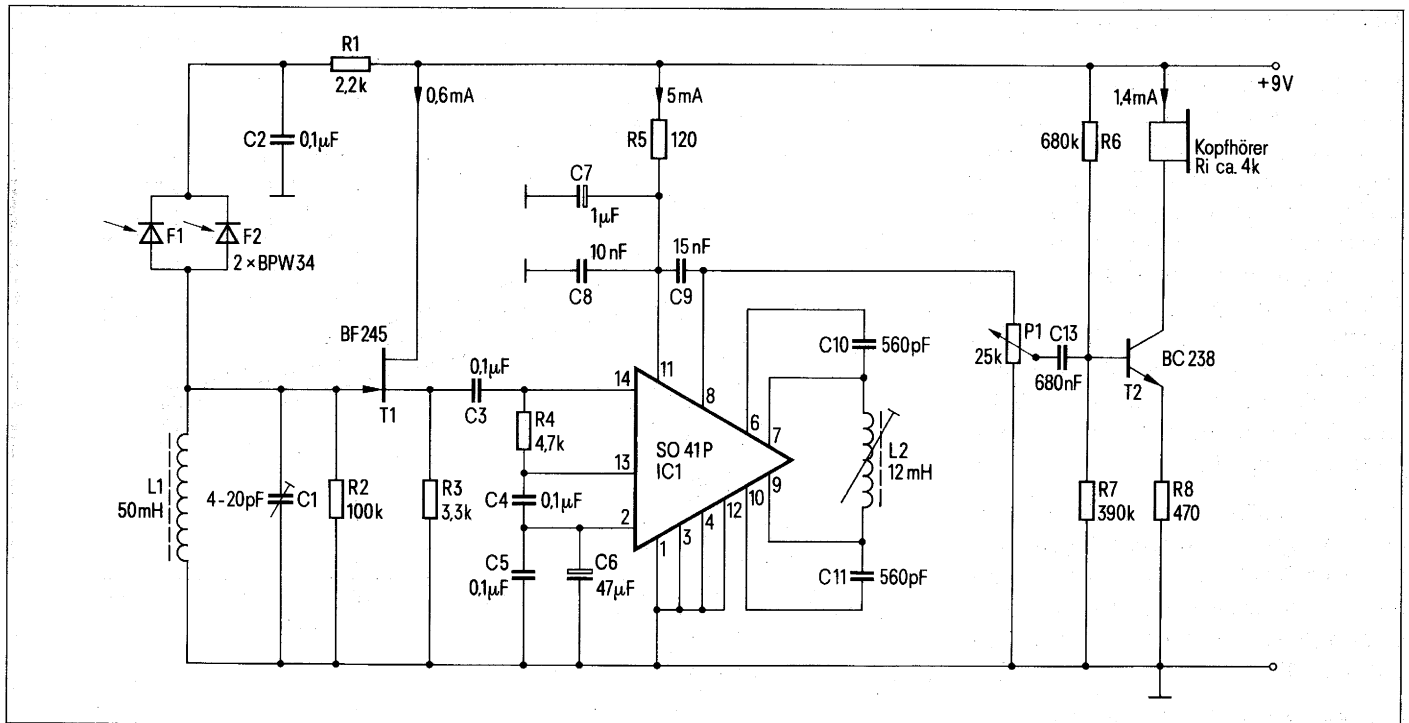 R1
2,2k
0,6mA
5mA
+9V
1,4mA
C2
0,1µF
R5
120
680k
R6
Kopfhörer
Ri ca. 4k
C7
1µF
F1
F2
2 × BPW34
10 nF
15 nF
C8
C9
BF 245
T1
0,1µF
C3
14
11
8
6
7
C10
560pF
P1
25k
C13
680nF
BC 238
T2
R4
4,7k
SO 41P
IC1
L2
12mH
13
9
10
L1
50mH
4-20pF
C1
R2
100k
R3
3,3k
C4
0,1µF
2
12
4
3
1
R7
390k
R8
470
C5
0,1µF
C6
47µF
C11
560pF